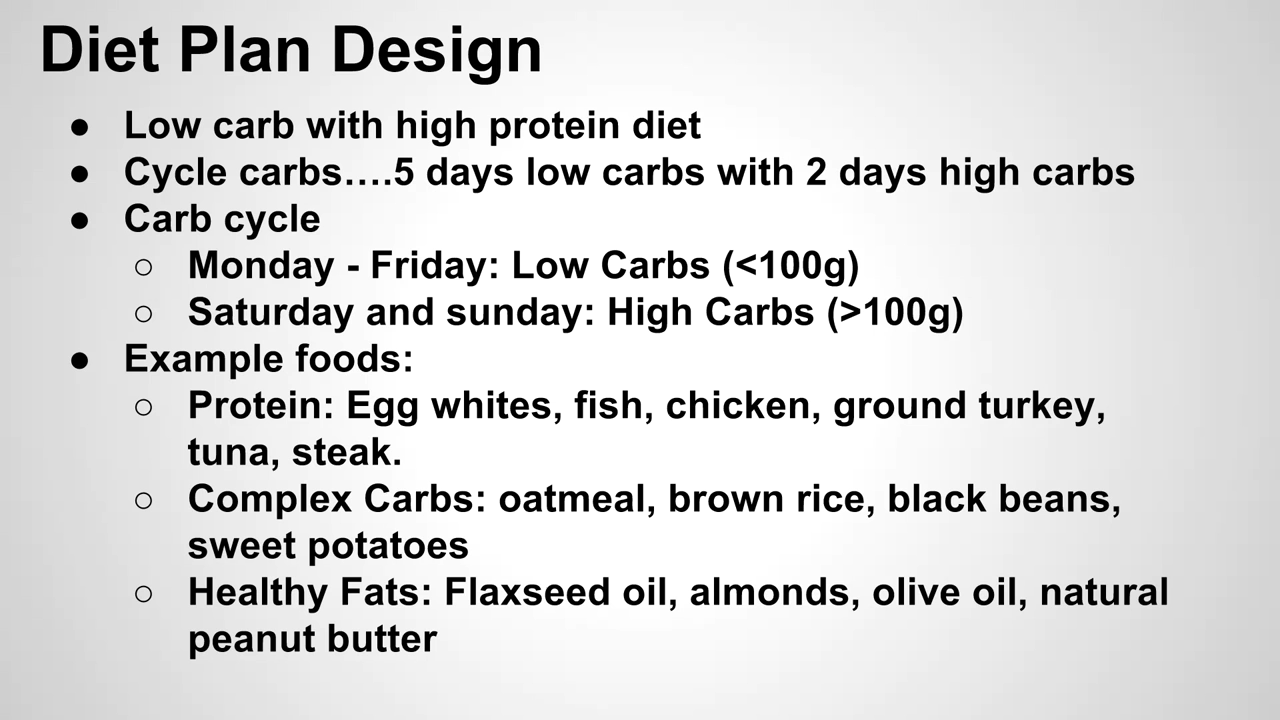 Diet Plan Design
● Low carb with high protein diet
● Cycle carbs....5 days low carbs with 2 days high carbs
● Carb cycle
○ Monday - Friday: Low Carbs (<100g)
○ Saturday and sunday: High Carbs (>100g)
● Example foods:
○ Protein: Egg whites, fish, chicken, ground turkey,
tuna, steak.
○ Complex Carbs: oatmeal, brown rice, black beans,
sweet potatoes
○ Healthy Fats: Flaxseed oil, almonds, olive oil, natural
peanut butter